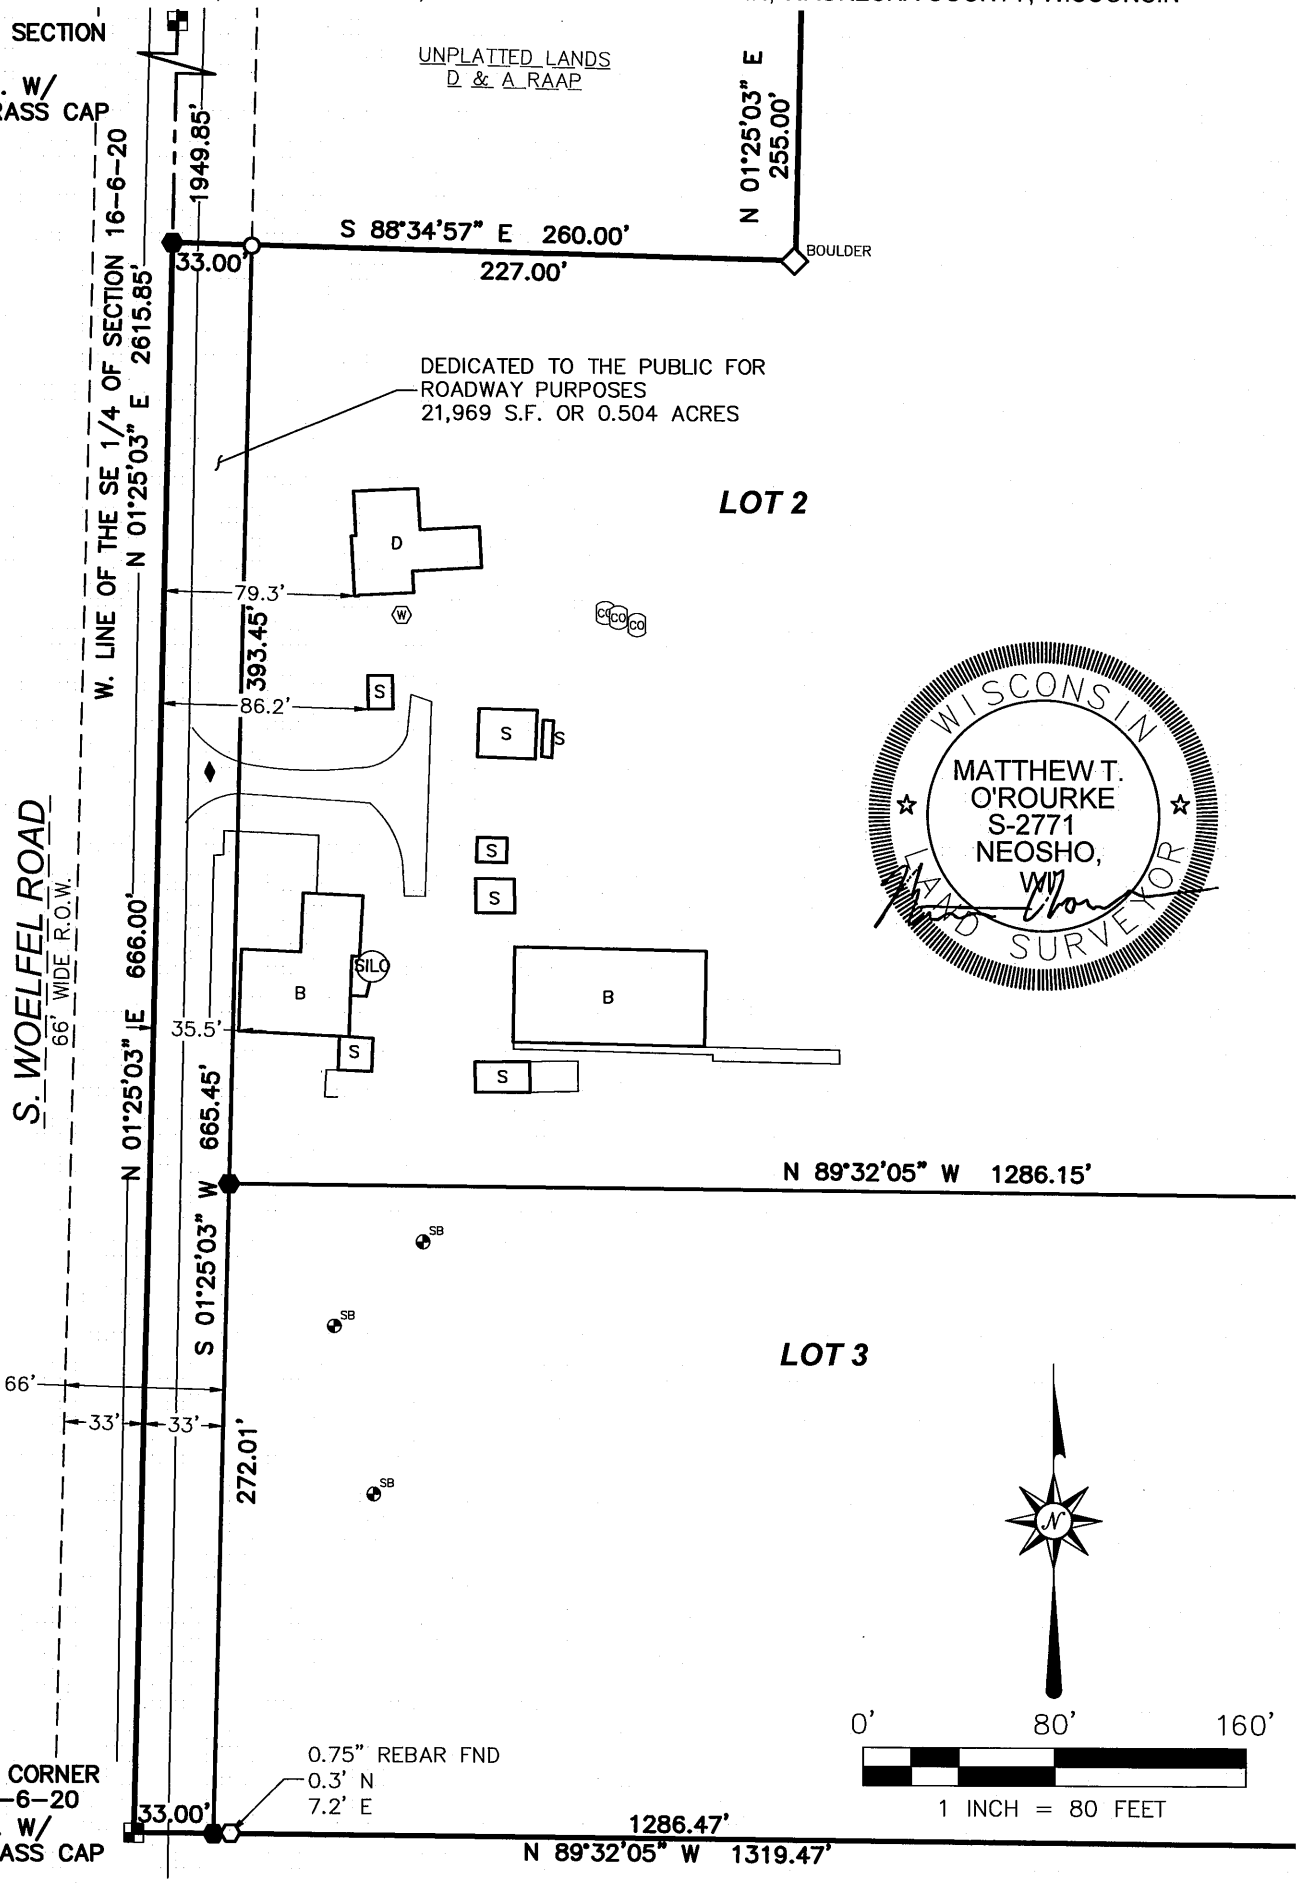 SECTION
. W/
RASS CAP
UNPLATTED LANDS
D & A RAAP
N 01°25'03" E
255.00'
1949.85'
S 88°34'57" E 260.00'
33.00'
227.00'
BOULDER
W. LINE OF THE SE 1/4 OF SECTION 16-6-20
N 01°25'03" E 2615.85'
DEDICATED TO THE PUBLIC FOR
ROADWAY PURPOSES
21,969 S.F. OR 0.504 ACRES
LOT 2
D
79.3'
W
CO
CO
CO
393.45'
S
86.2'
S
S
WISCONSIN
MATTHEW T.
O'ROURKE
S-2771
NEOSHO,
WI
LAND SURVEYOR
S. WOELFEL ROAD
66' WIDE R.O.W.
S
S
SILO
B
B
N 01°25'03" E 666.00'
35.5'
S
S
S 01°25'03" W 665.45'
N 89°32'05" W 1286.15'
SB
SB
LOT 3
66'
33'
33'
272.01'
SB
N
0' 80' 160'
1 INCH = 80 FEET
0.75" REBAR FND
0.3' N
7.2' E
CORNER
-6-20
. W/
ASS CAP
33.00'
1286.47'
N 89°32'05" W 1319.47'